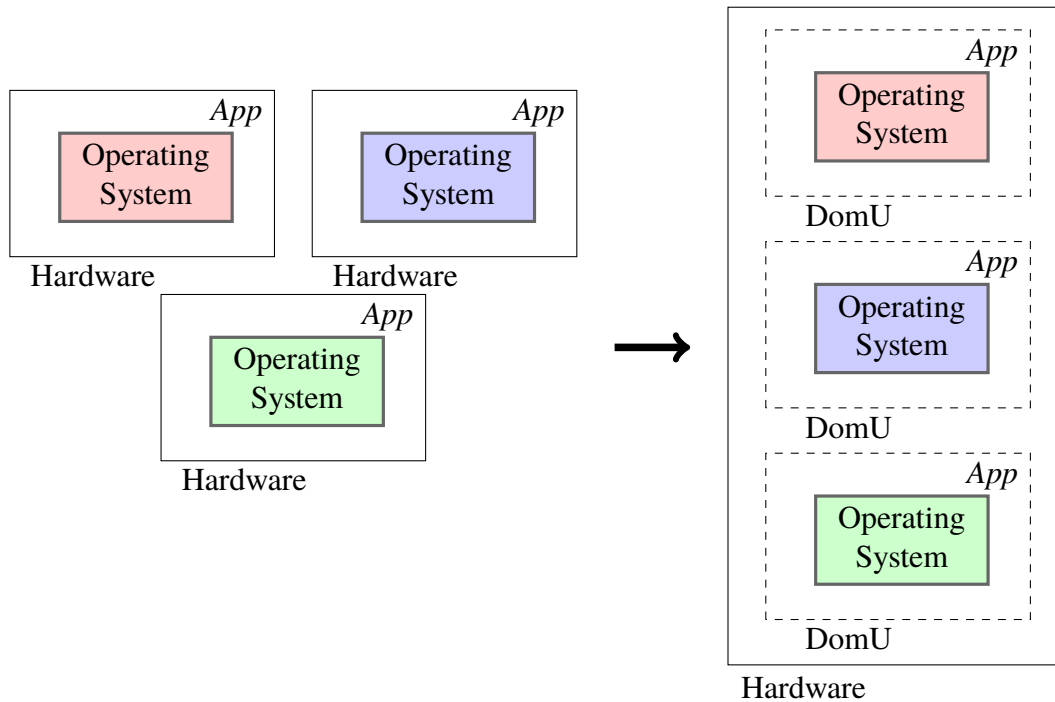 App
Operating
System
Hardware
App
Operating
System
Hardware
App
Operating
System
Hardware
App
Operating
System
DomU
App
Operating
System
DomU
App
Operating
System
DomU
Hardware